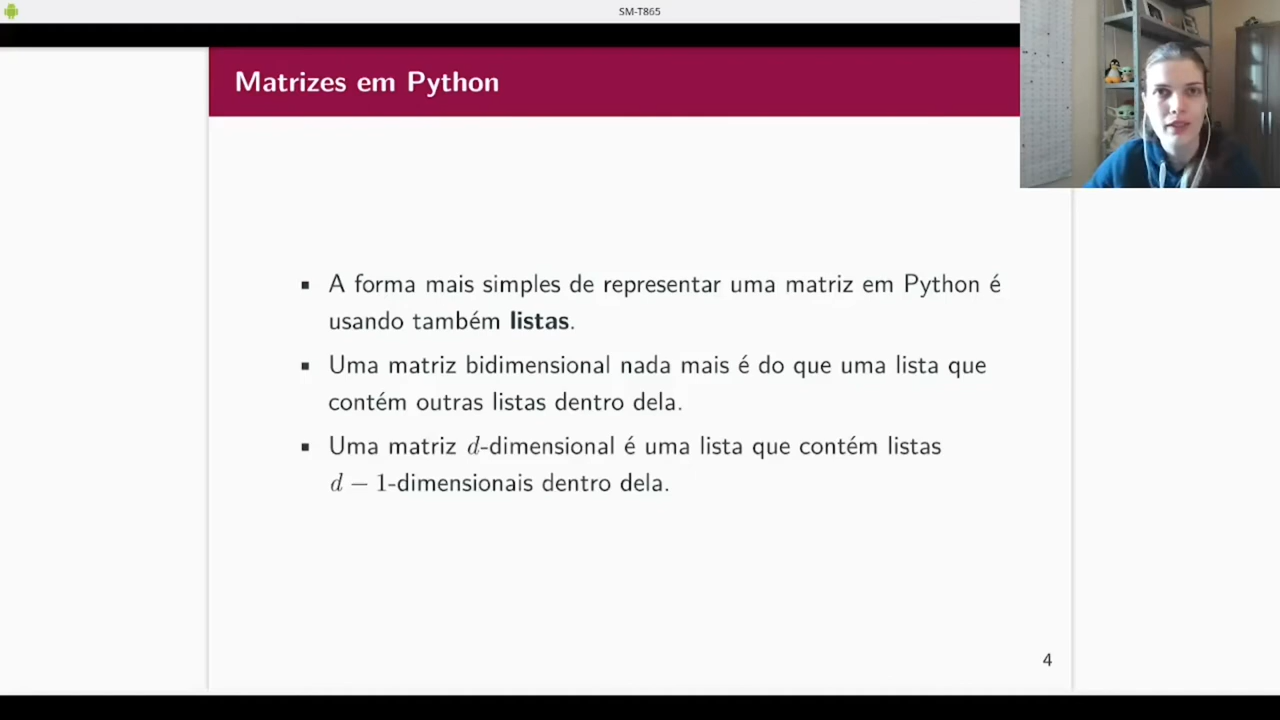 SM-T865
Matrizes em Python
▪ A forma mais simples de representar uma matriz em Python é
usando também listas.
▪ Uma matriz bidimensional nada mais é do que uma lista que
contém outras listas dentro dela.
▪ Uma matriz d-dimensional é uma lista que contém listas
d − 1-dimensionais dentro dela.
4